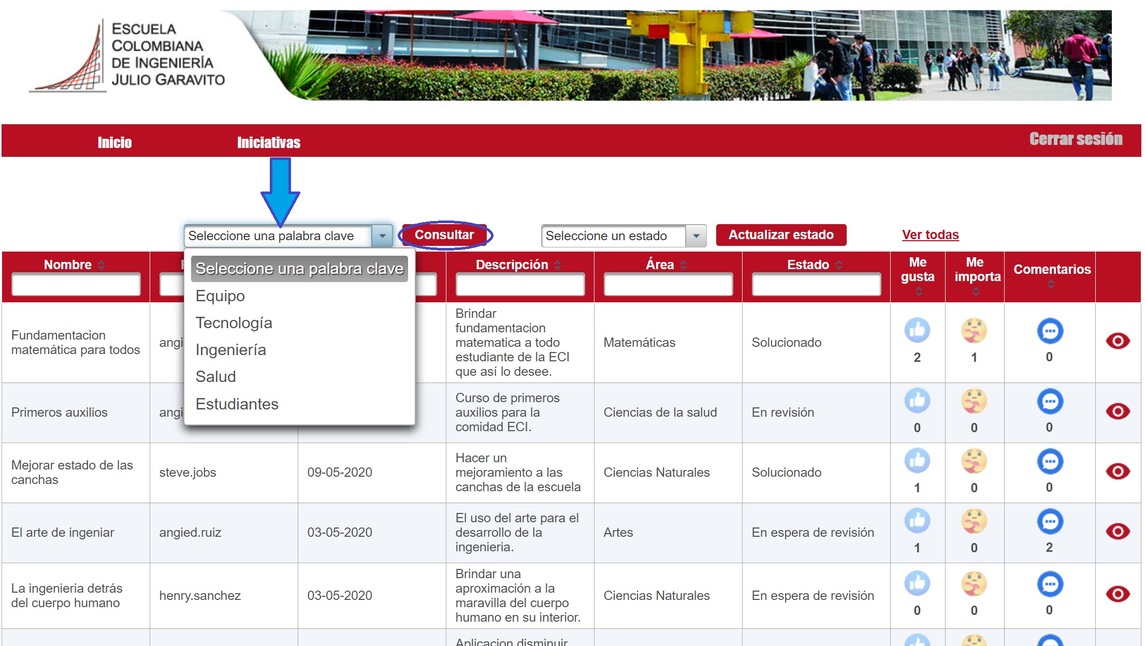 ESCUELA
COLOMBIANA
DE INGENIERÍA
JULIO GARAVITO
Inicio
Iniciativas
Cerrar sesión
Seleccione una palabra clave
Consultar
Seleccione un estado
Actualizar estado
Ver todas
Seleccione una palabra clave
Equipo
Tecnología
Ingeniería
Salud
Estudiantes
Nombre
Descripción
Área
Estado
Me
gusta
Me
importa
Comentarios
Fundamentacion
matemática para todos
angi
Brindar
fundamentacion
matematica a todo
estudiante de la ECI
que así lo desee.
Matemáticas
Solucionado
2
1
0
Primeros auxilios
angi
Curso de primeros
auxilios para la
comidad ECI.
Ciencias de la salud
En revisión
0
0
0
Mejorar estado de las
canchas
steve.jobs
09-05-2020
Hacer un
mejoramiento a las
canchas de la escuela
Ciencias Naturales
Solucionado
1
0
0
El arte de ingeniar
angied.ruiz
03-05-2020
El uso del arte para el
desarrollo de la
ingenieria.
Artes
En espera de revisión
1
0
2
La ingenieria detrás
del cuerpo humano
henry.sanchez
03-05-2020
Brindar una
aproximación a la
maravilla del cuerpo
humano en su interior.
Ciencias Naturales
En espera de revisión
0
0
0
Aplicacion disminuir